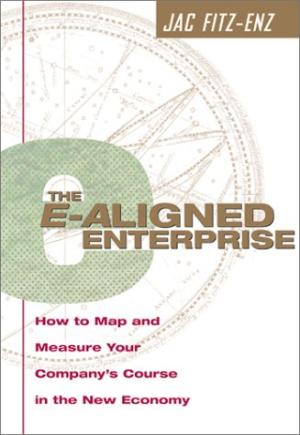 JAC FITZ-ENZ
e
THE
E-ALIGNED
ENTERPRISE
How to Map and
Measure Your
Company's Course
in the New Economy